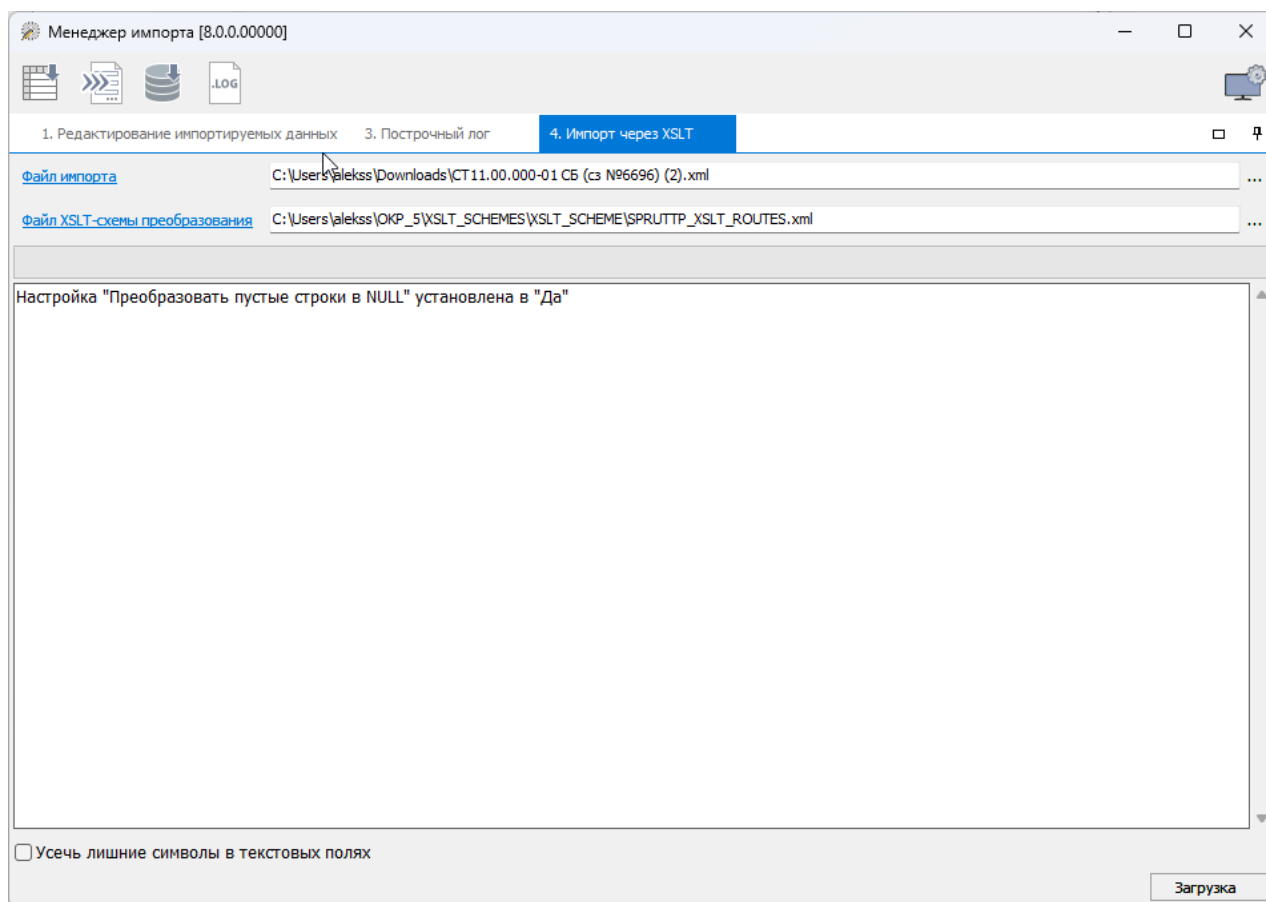 Менеджер импорта [8.0.0.00000]
.LOG
1. Редактирование импортируемых данных 3. Построчный лог 4. Импорт через XSLT
Файл импорта C:\Users\alekss\Downloads\СТ11.00.000-01 СБ (сз №6696) (2).xml ...
Файл XSLT-схемы преобразования C:\Users\alekss\OKP_5\XSLT_SCHEMES\XSLT_SCHEME\SPRUTTP_XSLT_ROUTES.xml ...
Настройка "Преобразовать пустые строки в NULL" установлена в "Да"
Усечь лишние символы в текстовых полях
Загрузка